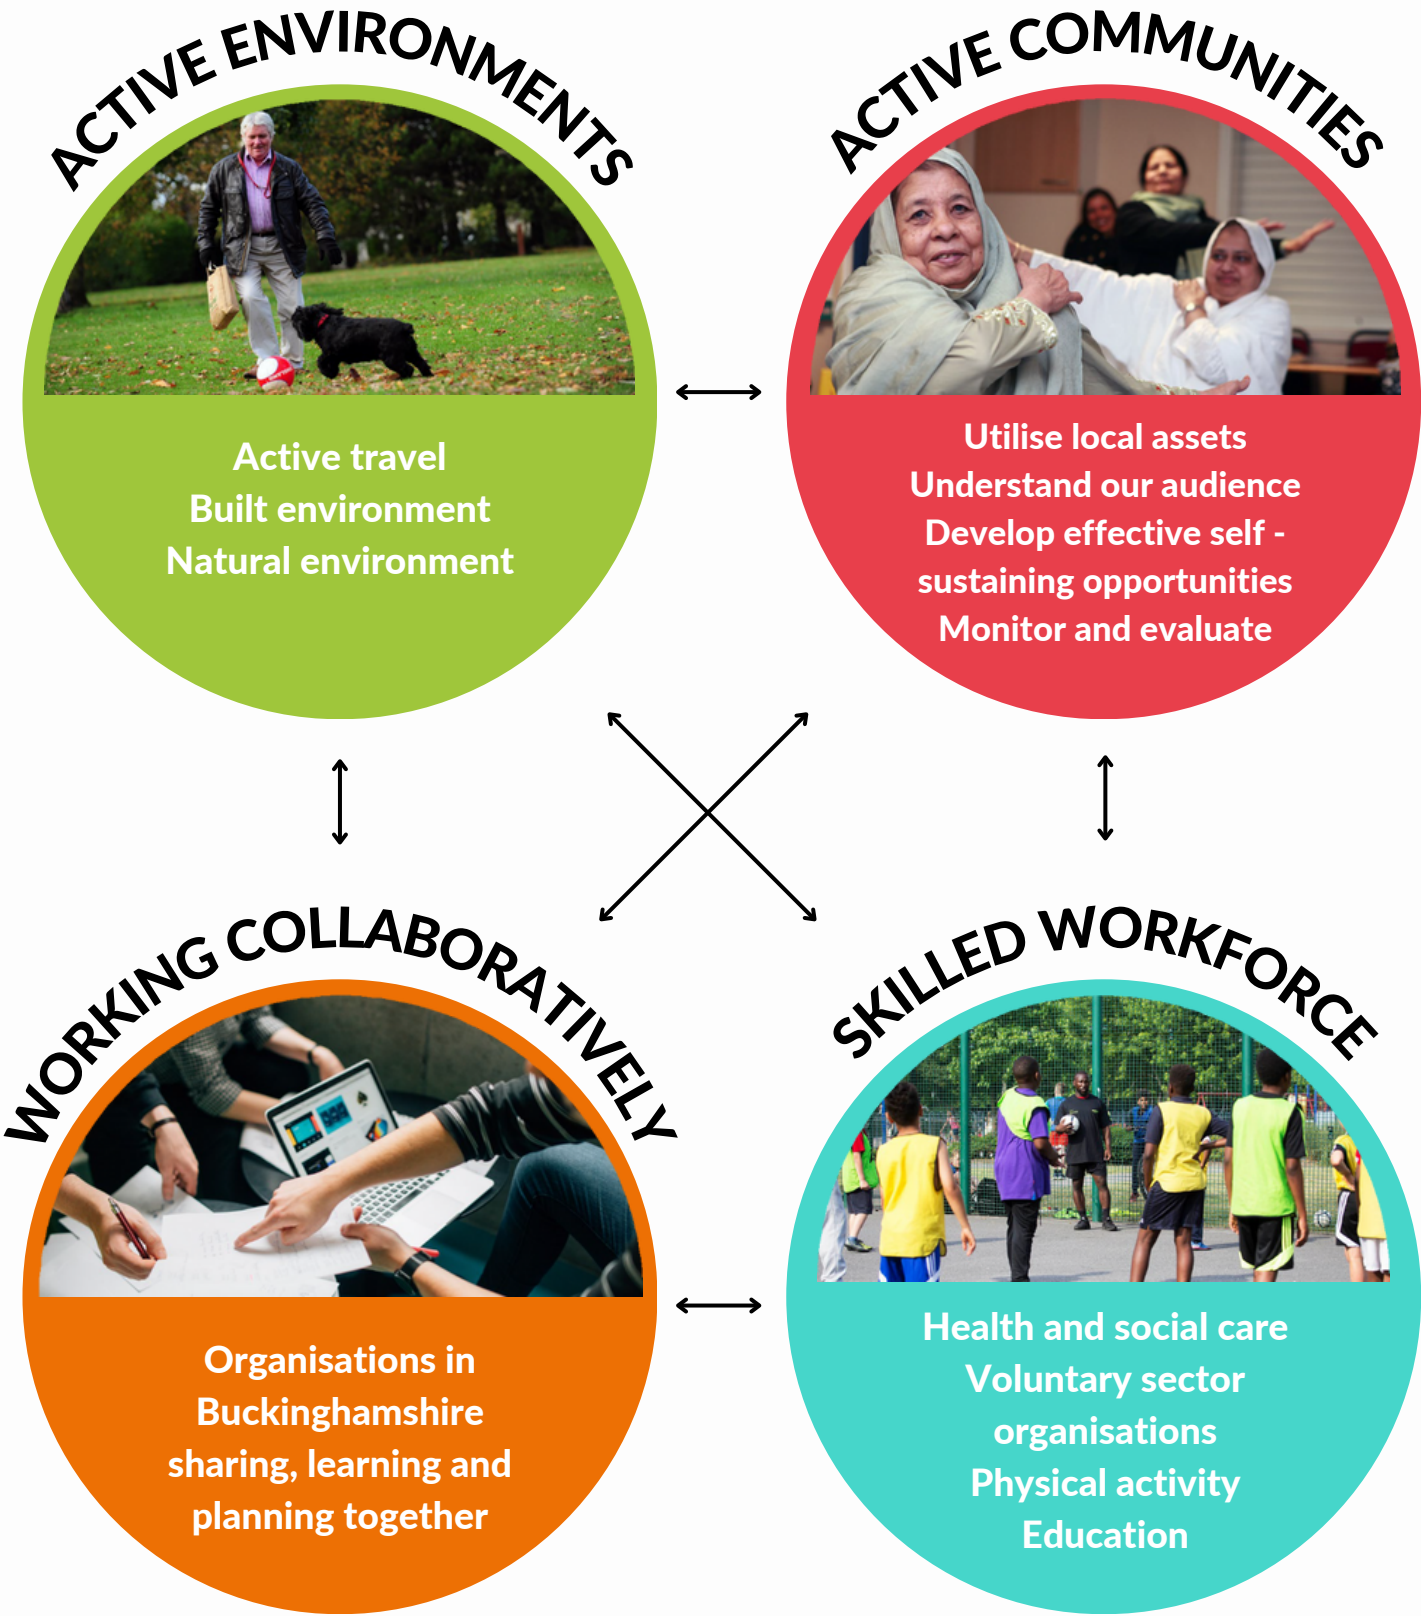 ACTIVE ENVIRONMENTS
Active travel
Built environment
Natural environment
ACTIVE COMMUNITIES
Utilise local assets
Understand our audience
Develop effective self -
sustaining opportunities
Monitor and evaluate
WORKING COLLABORATIVELY
Organisations in
Buckinghamshire
sharing, learning and
planning together
SKILLED WORKFORCE
Health and social care
Voluntary sector
organisations
Physical activity
Education